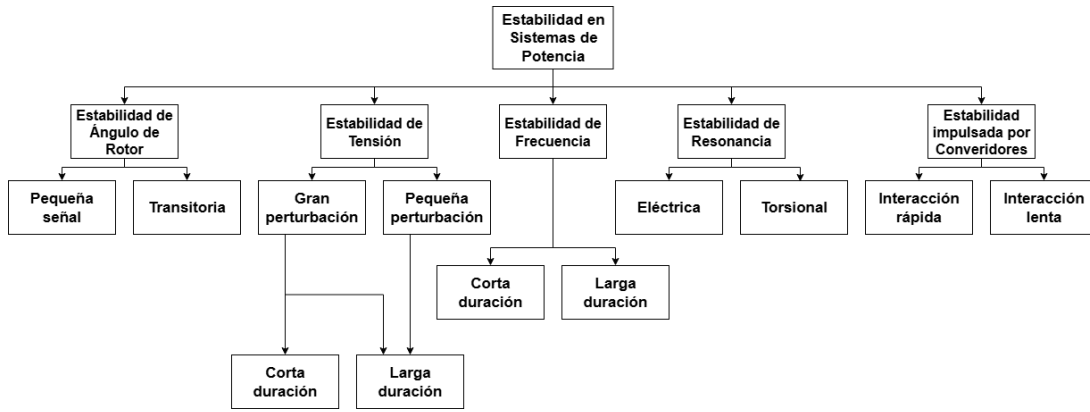 Estabilidad en
Sistemas de
Potencia
Estabilidad de
Ángulo de
Rotor
Estabilidad de
Tensión
Estabilidad de
Frecuencia
Estabilidad de
Resonancia
Estabilidad
impulsada por
Converidores
Pequeña
señal
Transitoria
Gran
perturbación
Pequeña
perturbación
Eléctrica
Torsional
Interacción
rápida
Interacción
lenta
Corta
duración
Larga
duración
Corta
duración
Larga
duración